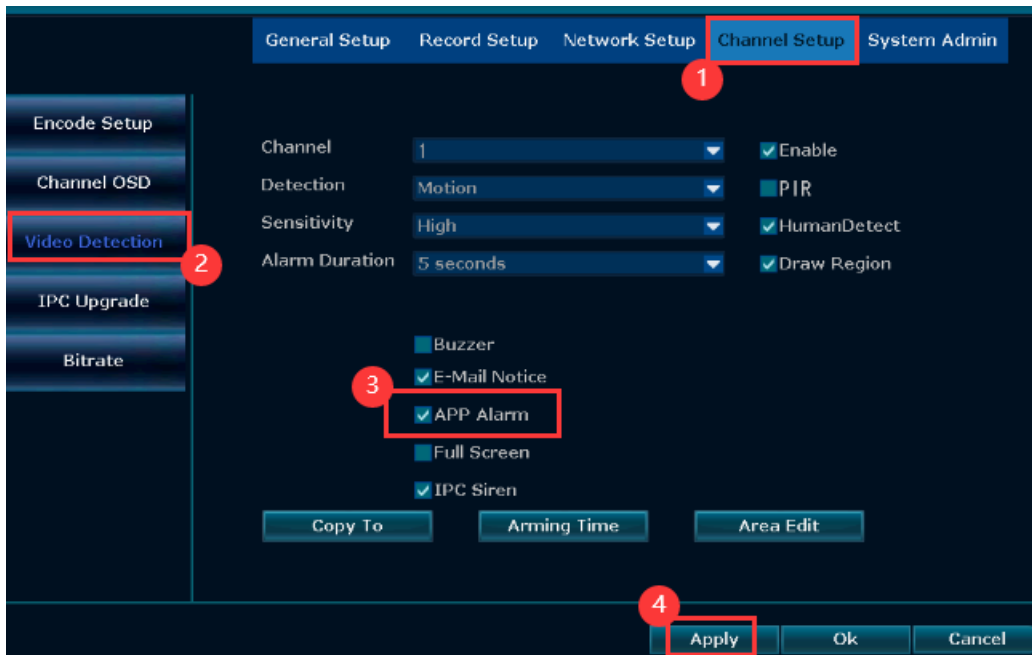 General Setup Record Setup Network Setup Channel Setup System Admin
1
Encode Setup
Channel 1 Enable
Channel OSD
Detection Motion PIR
Sensitivity High HumanDetect
Video Detection
2
Alarm Duration 5 seconds Draw Region
IPC Upgrade
Buzzer
Bitrate
E-Mail Notice
3
APP Alarm
Full Screen
IPC Siren
Copy To Arming Time Area Edit
4
Apply Ok Cancel